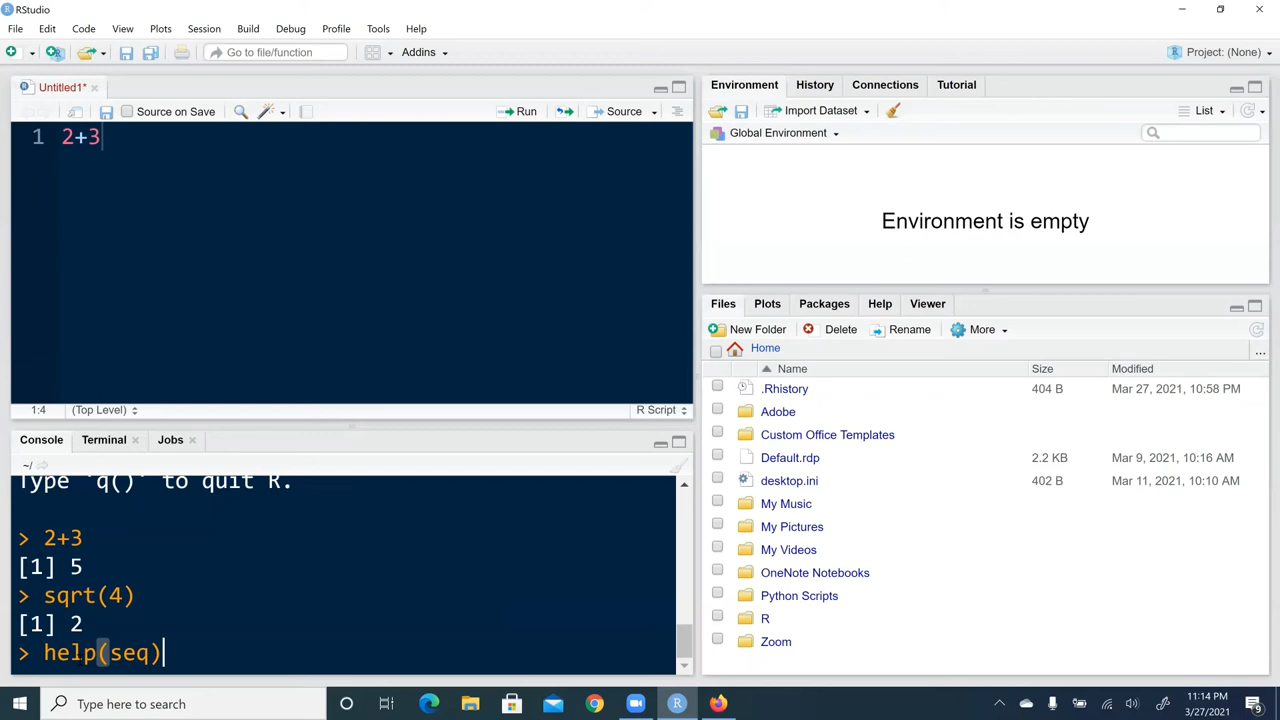 RStudio
File Edit Code View Plots Session Build Debug Profile Tools Help
Go to file/function Addins Project: (None)
Untitled1*
Source on Save Run Source
1 2+3
1:4 (Top Level) R Script
Console Terminal Jobs
~/
Type 'q()' to quit R.
> 2+3
[1] 5
> sqrt(4)
[1] 2
> help(seq)
Environment History Connections Tutorial
Import Dataset List
Global Environment
Environment is empty
Files Plots Packages Help Viewer
New Folder Delete Rename More
Home ...
Name Size Modified
.Rhistory 404 B Mar 27, 2021, 10:58 PM
Adobe
Custom Office Templates
Default.rdp 2.2 KB Mar 9, 2021, 10:16 AM
desktop.ini 402 B Mar 11, 2021, 10:10 AM
My Music
My Pictures
My Videos
OneNote Notebooks
Python Scripts
R
Zoom
Type here to search
11:14 PM
3/27/2021